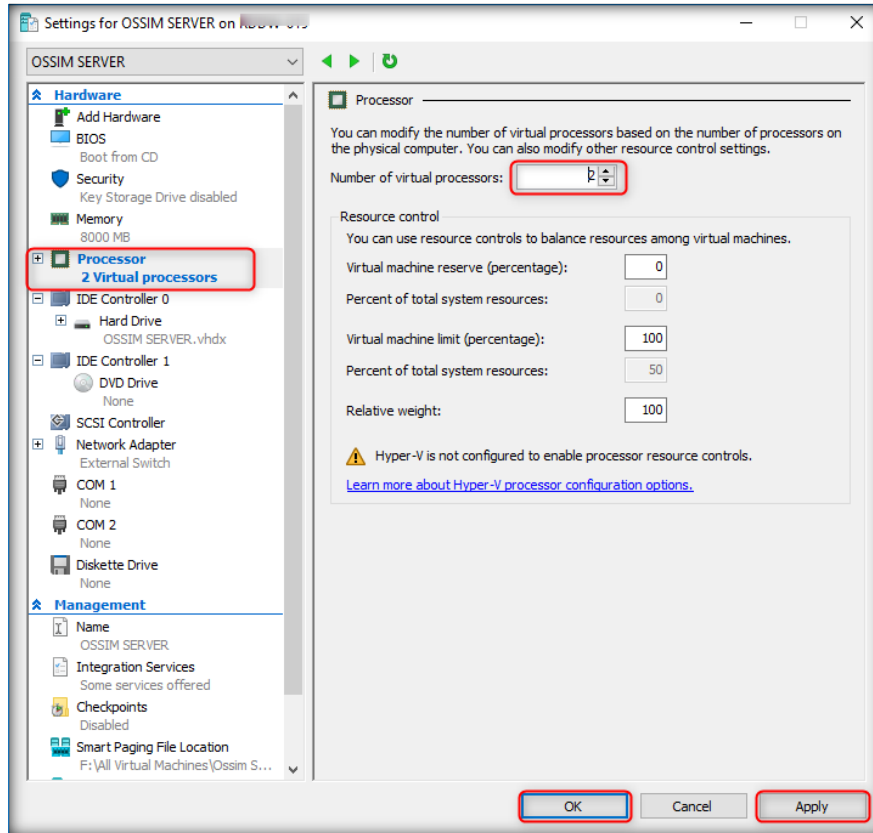 Settings for OSSIM SERVER on
OSSIM SERVER
Hardware
Add Hardware
BIOS
Boot from CD
Security
Key Storage Drive disabled
Memory
8000 MB
Processor
2 Virtual processors
IDE Controller 0
Hard Drive
OSSIM SERVER.vhdx
IDE Controller 1
DVD Drive
None
SCSI Controller
Network Adapter
External Switch
COM 1
None
COM 2
None
Diskette Drive
None
Management
Name
OSSIM SERVER
Integration Services
Some services offered
Checkpoints
Disabled
Smart Paging File Location
F:\All Virtual Machines\Ossim S...
Processor
You can modify the number of virtual processors based on the number of processors on
the physical computer. You can also modify other resource control settings.
Number of virtual processors: 2
Resource control
You can use resource controls to balance resources among virtual machines.
Virtual machine reserve (percentage): 0
Percent of total system resources: 0
Virtual machine limit (percentage): 100
Percent of total system resources: 50
Relative weight: 100
Hyper-V is not configured to enable processor resource controls.
Learn more about Hyper-V processor configuration options.
OK Cancel Apply